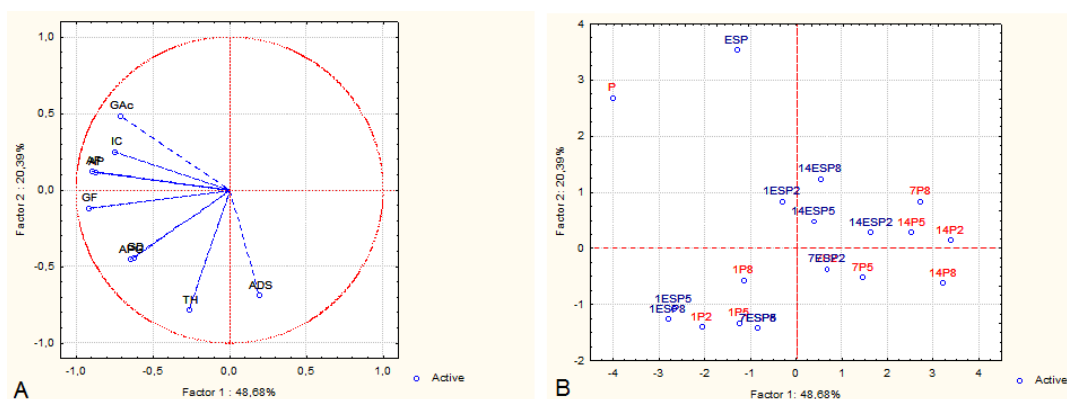 1,0
0,5
0,0
-0,5
-1,0
-1,0
-0,5
0,0
0,5
1,0
Factor 2 : 20,39%
Factor 1 : 48,68%
GAc
IC
AP
GF
TH
ADS
A
Active
4
3
2
1
0
-1
-2
-4
-3
-2
-1
0
1
2
3
4
Factor 2: 20,39%
Factor 1: 48,68%
ESP
P
14ESP8
1ESP2
7P8
14ESP5
14ESP2
14P5
14P2
7ESP2
7P5
1P8
14P8
1ESP5
1ESP8
1P2
1P5
B
Active